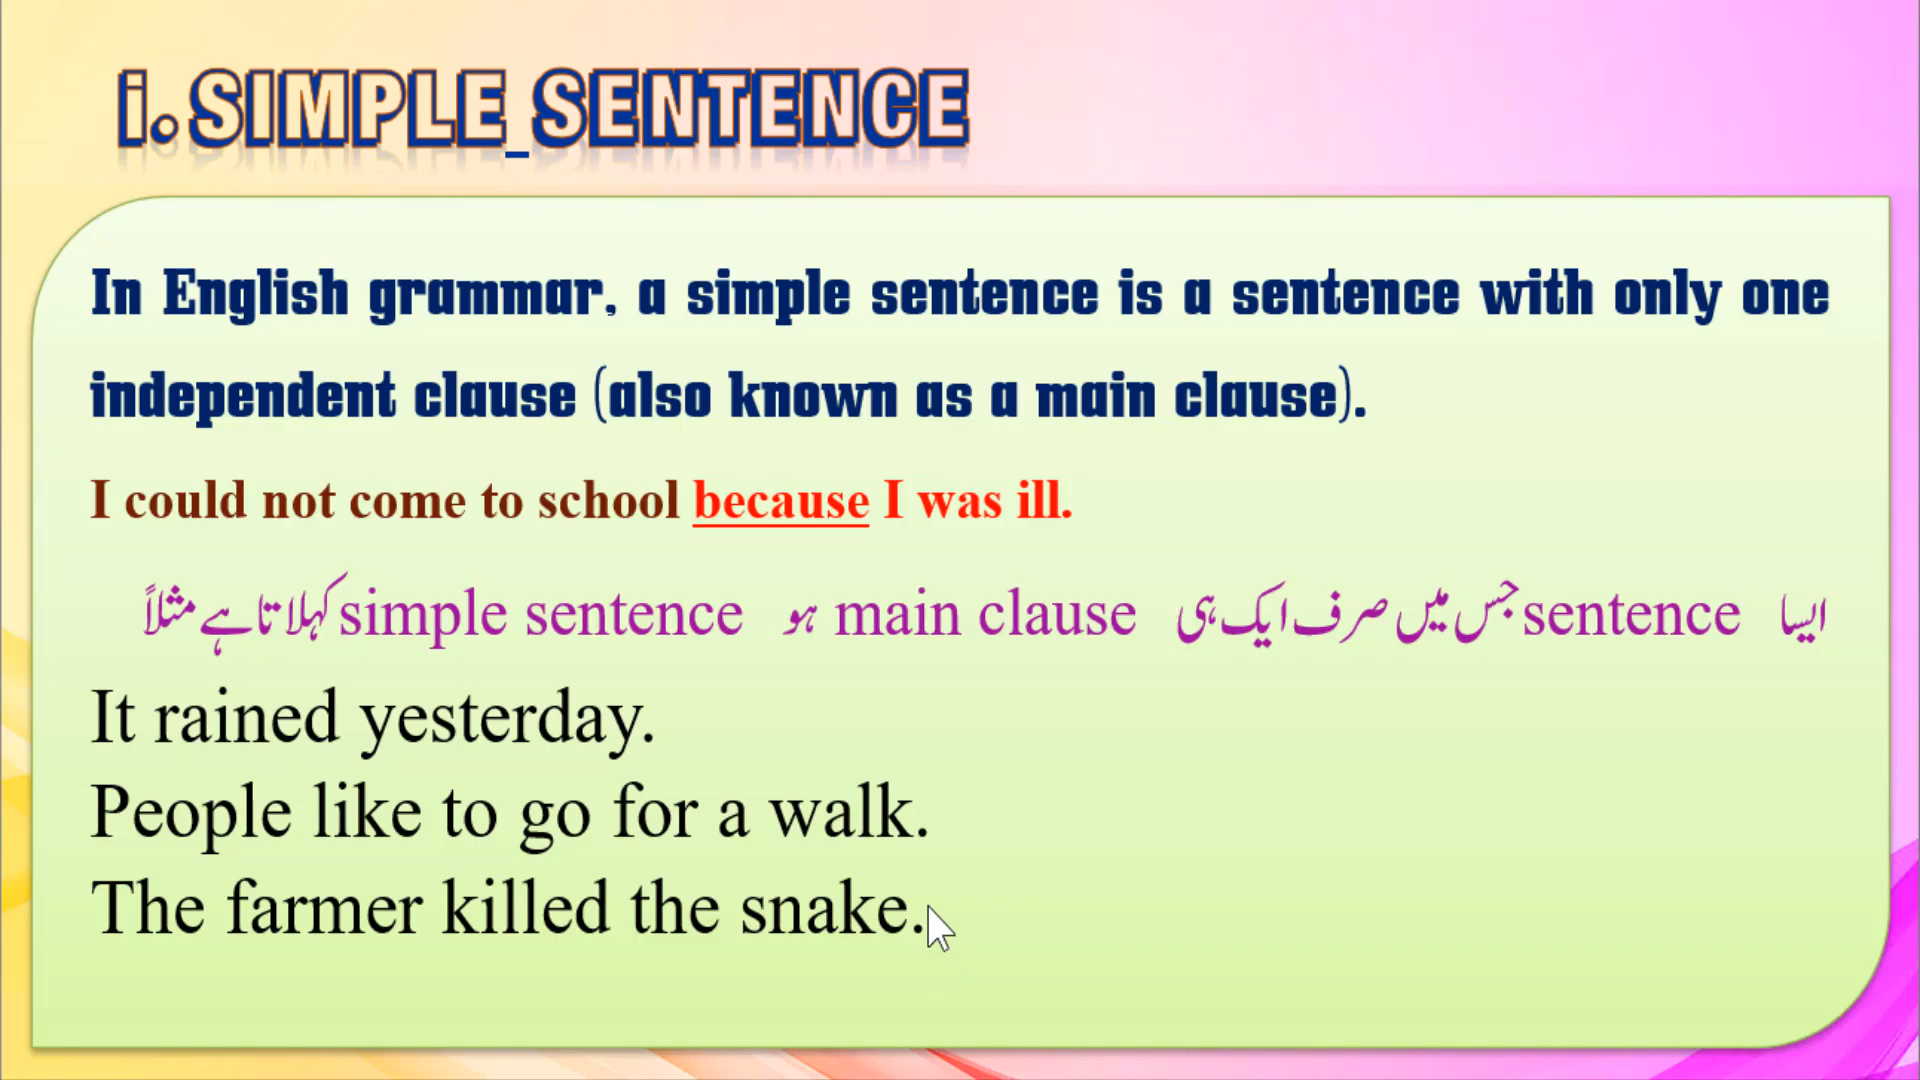 i. SIMPLE SENTENCE
In English grammar, a simple sentence is a sentence with only one
independent clause (also known as a main clause).
I could not come to school because I was ill.
ایسا sentence جس میں صرف ایک ہی main clause ہو simple sentence کہلاتا ہے مثلاً
It rained yesterday.
People like to go for a walk.
The farmer killed the snake.